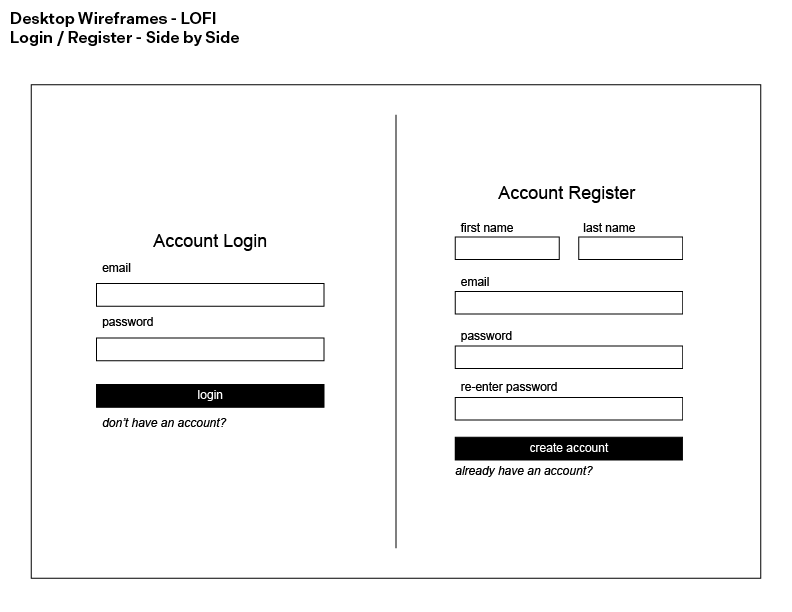 Desktop Wireframes - LOFI
Login / Register - Side by Side
Account Login
email
password
login
don't have an account?
Account Register
first name last name
email
password
re-enter password
create account
already have an account?